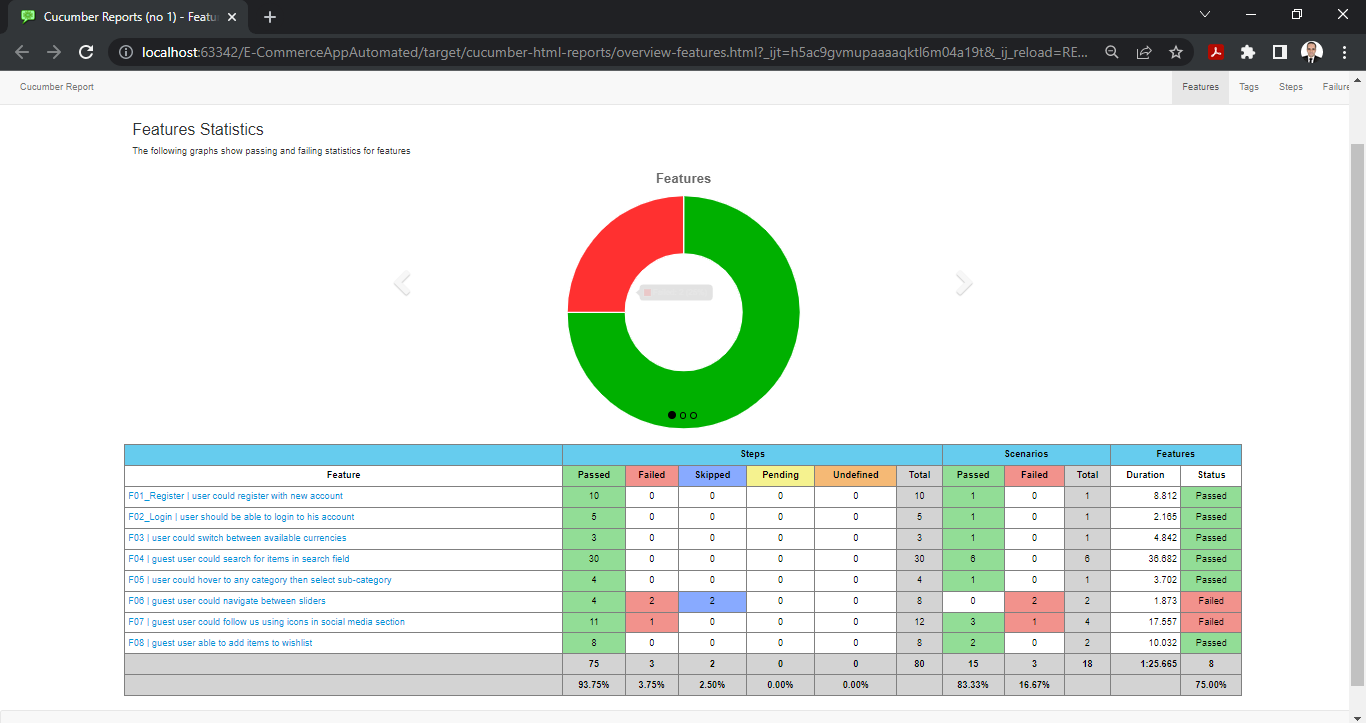 Cucumber Reports (no 1) - Featu
localhost:63342/E-CommerceAppAutomated/target/cucumber-html-reports/overview-features.html?_ijt=h5ac9gvmupaaaaqktl6m04a19t&_ij_reload=RE...
Cucumber Report Features Tags Steps Failure
Features Statistics
The following graphs show passing and failing statistics for features
Features
Steps Scenarios Features
Feature Passed Failed Skipped Pending Undefined Total Passed Failed Total Duration Status
F01_Register | user could register with new account 10 0 0 0 0 10 1 0 1 8.812 Passed
F02_Login | user should be able to login to his account 5 0 0 0 0 5 1 0 1 2.165 Passed
F03 | user could switch between available currencies 3 0 0 0 0 3 1 0 1 4.842 Passed
F04 | guest user could search for items in search field 30 0 0 0 0 30 6 0 6 36.682 Passed
F05 | user could hover to any category then select sub-category 4 0 0 0 0 4 1 0 1 3.702 Passed
F06 | guest user could navigate between sliders 4 2 2 0 0 8 0 2 2 1.873 Failed
F07 | guest user could follow us using icons in social media section 11 1 0 0 0 12 3 1 4 17.557 Failed
F08 | guest user able to add items to wishlist 8 0 0 0 0 8 2 0 2 10.032 Passed
75 3 2 0 0 80 15 3 18 1:25.665 8
93.75% 3.75% 2.50% 0.00% 0.00% 83.33% 16.67% 75.00%